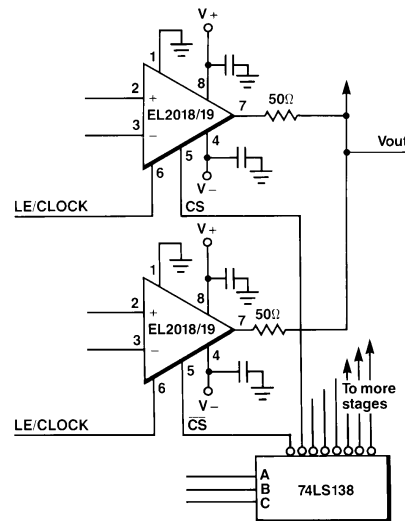 V+
1
8
2
+
EL2018/19
7
50Ω
3
−
4
5
6
V−
Vout
LE/CLOCK
CS
V+
1
8
2
+
EL2018/19
7
50Ω
3
−
4
5
6
V−
To more
stages
LE/CLOCK
C̅S̅
A
B
C
74LS138